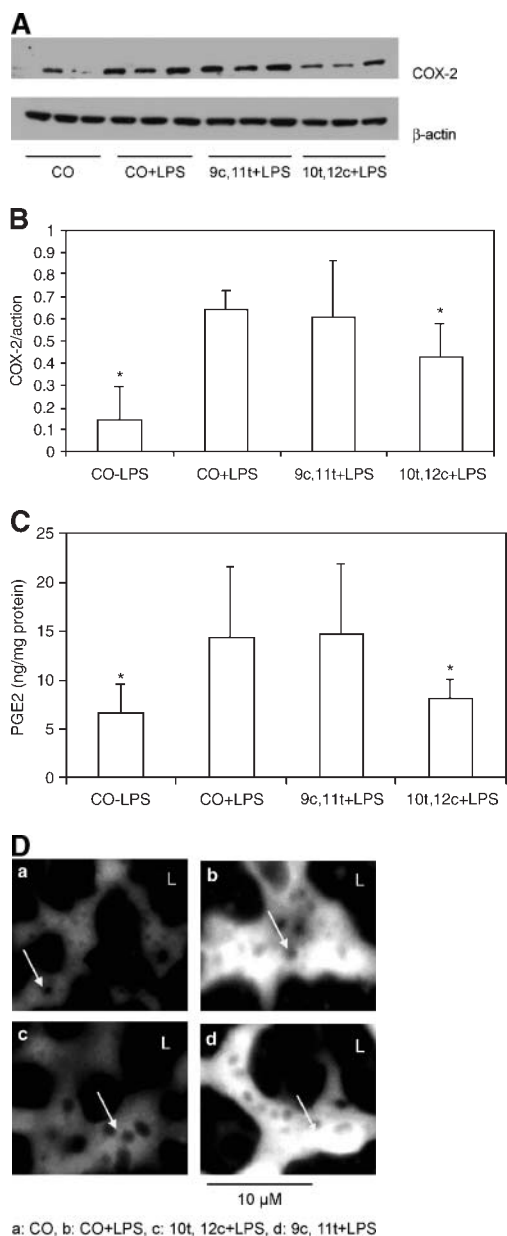 A
COX-2
β-actin
CO CO+LPS 9c,11t+LPS 10t,12c+LPS
B
1
0.9
0.8
0.7
0.6
0.5
0.4
0.3
0.2
0.1
0
COX-2/action
* *
CO-LPS CO+LPS 9c,11t+LPS 10t,12c+LPS
C
25
20
15
10
5
0
PGE2 (ng/mg protein)
* *
CO-LPS CO+LPS 9c,11t+LPS 10t,12c+LPS
D
a L b L
c L d L
10 µM
a: CO, b: CO+LPS, c: 10t, 12c+LPS, d: 9c, 11t+LPS